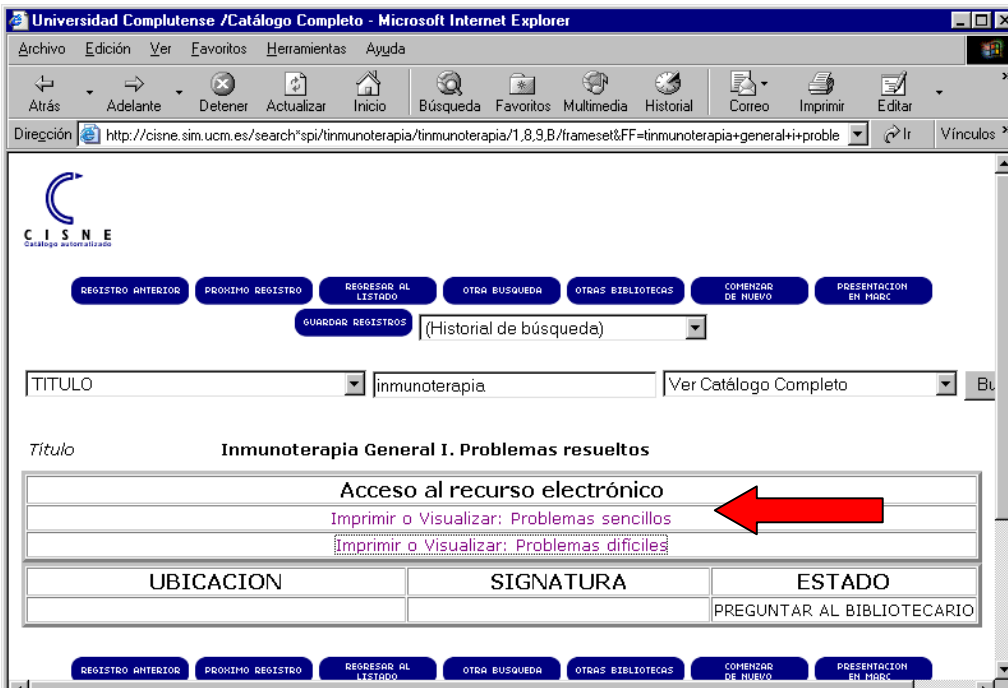 Universidad Complutense /Catálogo Completo - Microsoft Internet Explorer
Archivo Edición Ver Favoritos Herramientas Ayuda
Atrás Adelante Detener Actualizar Inicio Búsqueda Favoritos Multimedia Historial Correo Imprimir Editar
Dirección http://cisne.sim.ucm.es/search*spi/tinmunoterapia/tinmunoterapia/1,8,9,B/frameset&FF=tinmunoterapia+general+i+proble Ir Vínculos
CISNE
Catálogo automatizado
REGISTRO ANTERIOR PROXIMO REGISTRO REGRESAR AL LISTADO OTRA BUSQUEDA OTRAS BIBLIOTECAS COMENZAR DE NUEVO PRESENTACION EN MARC
GUARDAR REGISTROS (Historial de búsqueda)
TITULO inmunoterapia Ver Catálogo Completo Bu
Título Inmunoterapia General I. Problemas resueltos
Acceso al recurso electrónico
Imprimir o Visualizar: Problemas sencillos
Imprimir o Visualizar: Problemas difíciles
UBICACION SIGNATURA ESTADO
PREGUNTAR AL BIBLIOTECARIO
REGISTRO ANTERIOR PROXIMO REGISTRO REGRESAR AL LISTADO OTRA BUSQUEDA OTRAS BIBLIOTECAS COMENZAR DE NUEVO PRESENTACION EN MARC